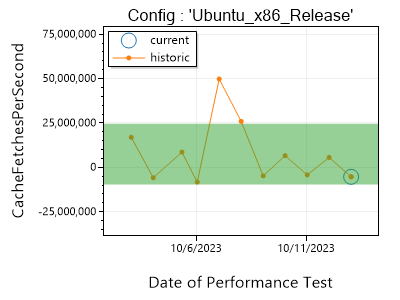 Config : 'Ubuntu_x86_Release'
current
historic
75,000,000
50,000,000
25,000,000
0
-25,000,000
CacheFetchesPerSecond
10/6/2023
10/11/2023
Date of Performance Test